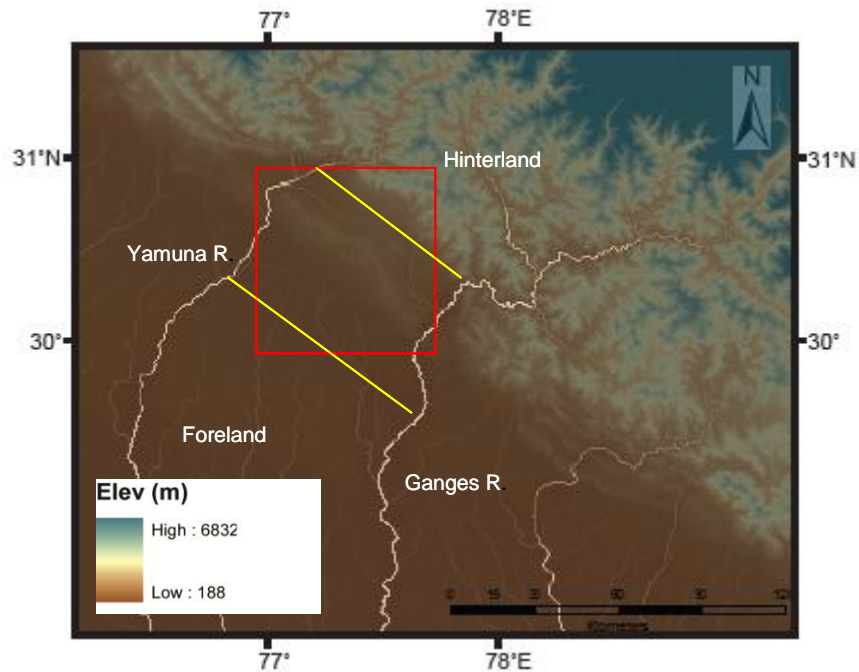 77° 78°E
N
31°N Hinterland 31°N
Yamuna R.
30° 30°
Foreland
Ganges R.
Elev (m)
High : 6832
Low : 188
0 15 30 60 90
Kilometers
77° 78°E